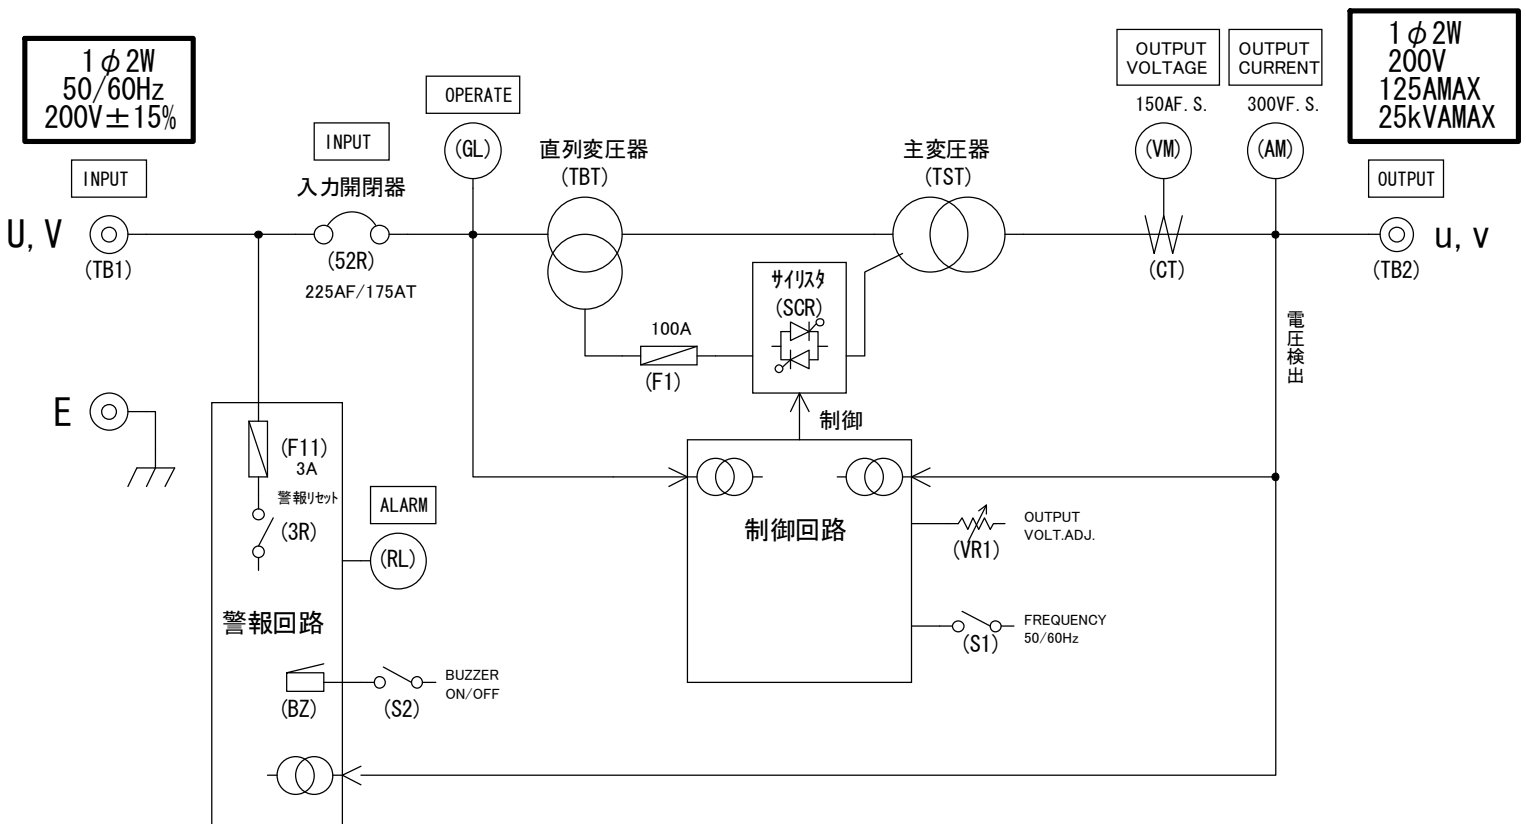 1φ2W
50/60Hz
200V±15%
INPUT
U, V
(TB1)
INPUT
入力開閉器
(52R)
225AF/175AT
OPERATE
(GL)
直列変圧器
(TBT)
主変圧器
(TST)
OUTPUT
VOLTAGE
150AF. S.
(VM)
OUTPUT
CURRENT
300VF. S.
(AM)
1φ2W
200V
125AMAX
25kVAMAX
OUTPUT
u, v
(TB2)
(CT)
サイリスタ
(SCR)
100A
(F1)
電圧検出
E
(F11)
3A
警報リセット
(3R)
ALARM
(RL)
制御
制御回路
OUTPUT
VOLT.ADJ.
(VR1)
FREQUENCY
50/60Hz
(S1)
警報回路
(BZ)
(S2)
BUZZER
ON/OFF